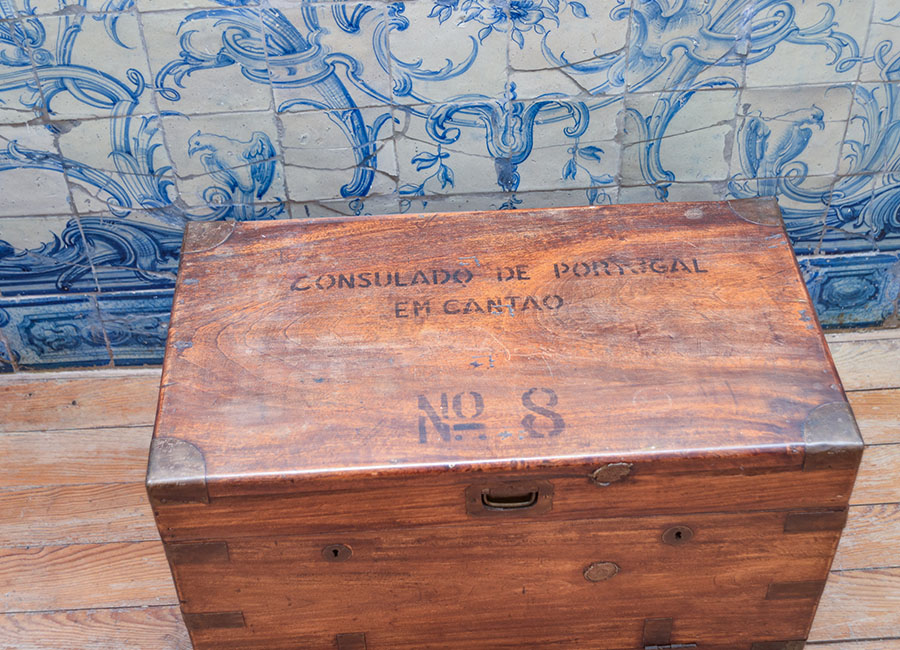 CONSULADO DE PORTUGAL
EM CANTAO
Nº 8